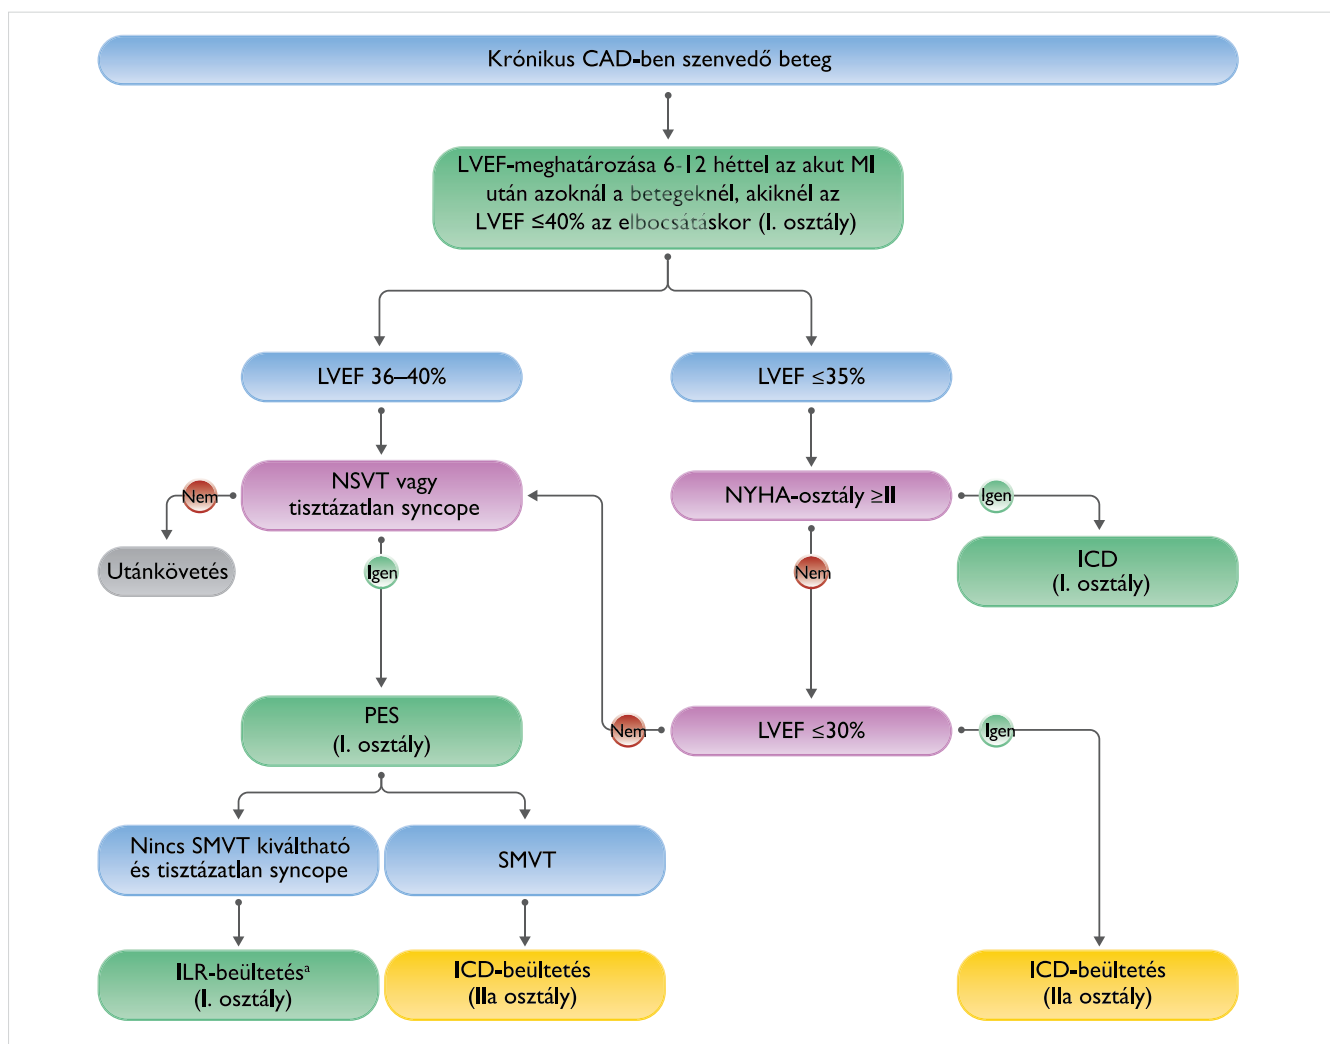 Krónikus CAD-ben szenvedő beteg
LVEF-meghatározása 6-12 héttel az akut MI
után azoknál a betegeknél, akiknél az
LVEF ≤40% az elbocsátáskor (I. osztály)
LVEF 36–40%
LVEF ≤35%
Nem
NSVT vagy
tisztázatlan syncope
NYHA-osztály ≥II
Igen
Utánkövetés
Igen
Nem
ICD
(I. osztály)
PES
(I. osztály)
Nem
LVEF ≤30%
Igen
Nincs SMVT kiváltható
és tisztázatlan syncope
SMVT
ILR-beültetésᵃ
(I. osztály)
ICD-beültetés
(IIa osztály)
ICD-beültetés
(IIa osztály)